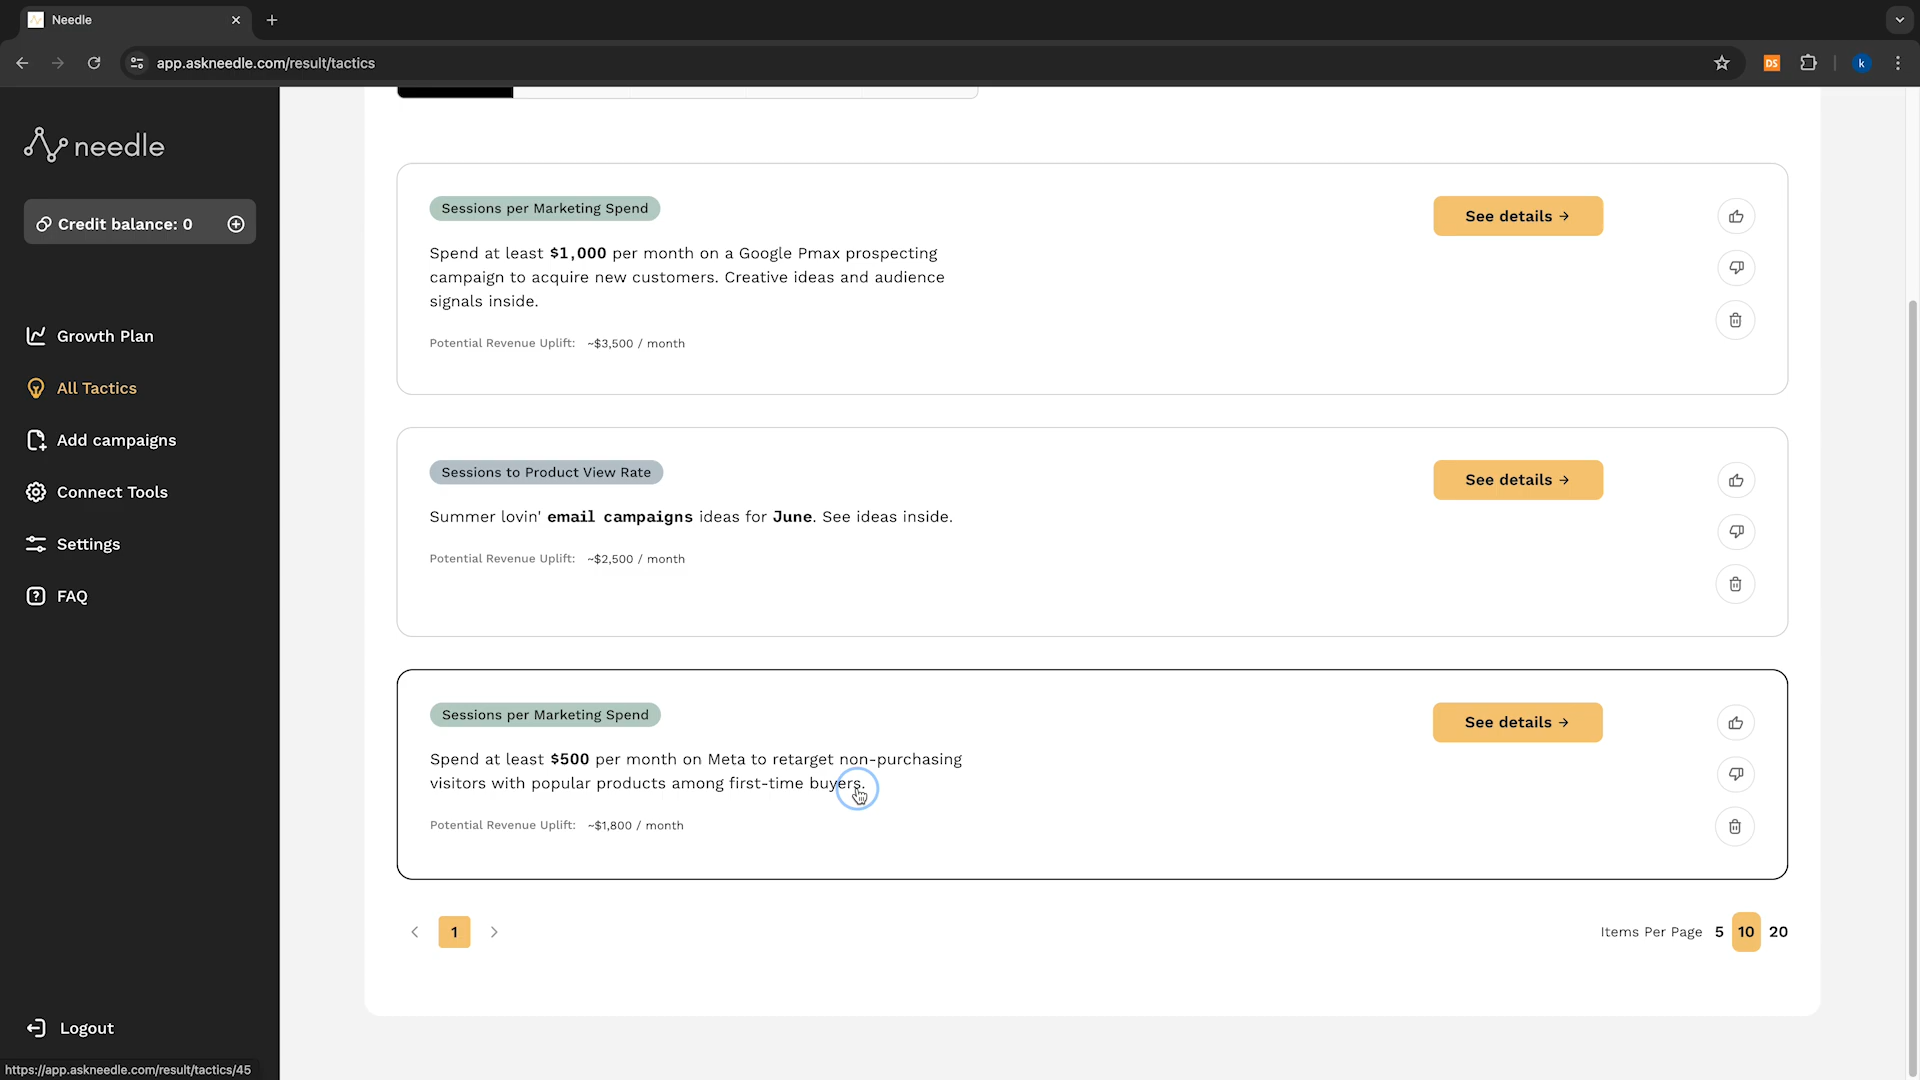 Needle
app.askneedle.com/result/tactics
DS
k
needle
Credit balance: 0
Growth Plan
All Tactics
Add campaigns
Connect Tools
Settings
FAQ
Logout
Sessions per Marketing Spend
Spend at least $1,000 per month on a Google Pmax prospecting
campaign to acquire new customers. Creative ideas and audience
signals inside.
Potential Revenue Uplift: ~$3,500 / month
See details →
Sessions to Product View Rate
Summer lovin' email campaigns ideas for June. See ideas inside.
Potential Revenue Uplift: ~$2,500 / month
See details →
Sessions per Marketing Spend
Spend at least $500 per month on Meta to retarget non-purchasing
visitors with popular products among first-time buyers.
Potential Revenue Uplift: ~$1,800 / month
See details →
1
Items Per Page 5 10 20
https://app.askneedle.com/result/tactics/45